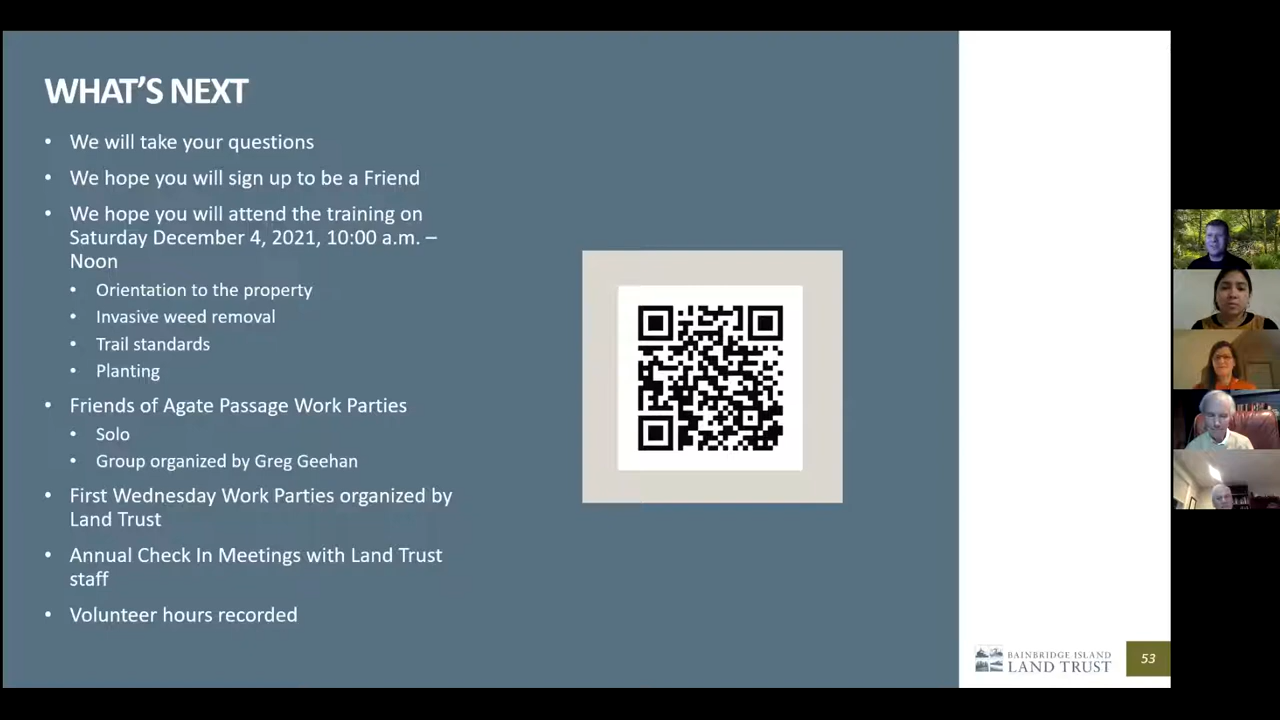 WHAT'S NEXT
• We will take your questions
• We hope you will sign up to be a Friend
• We hope you will attend the training on
Saturday December 4, 2021, 10:00 a.m. –
Noon
• Orientation to the property
• Invasive weed removal
• Trail standards
• Planting
• Friends of Agate Passage Work Parties
• Solo
• Group organized by Greg Geehan
• First Wednesday Work Parties organized by
Land Trust
• Annual Check In Meetings with Land Trust
staff
• Volunteer hours recorded
BAINBRIDGE ISLAND
LAND TRUST
53